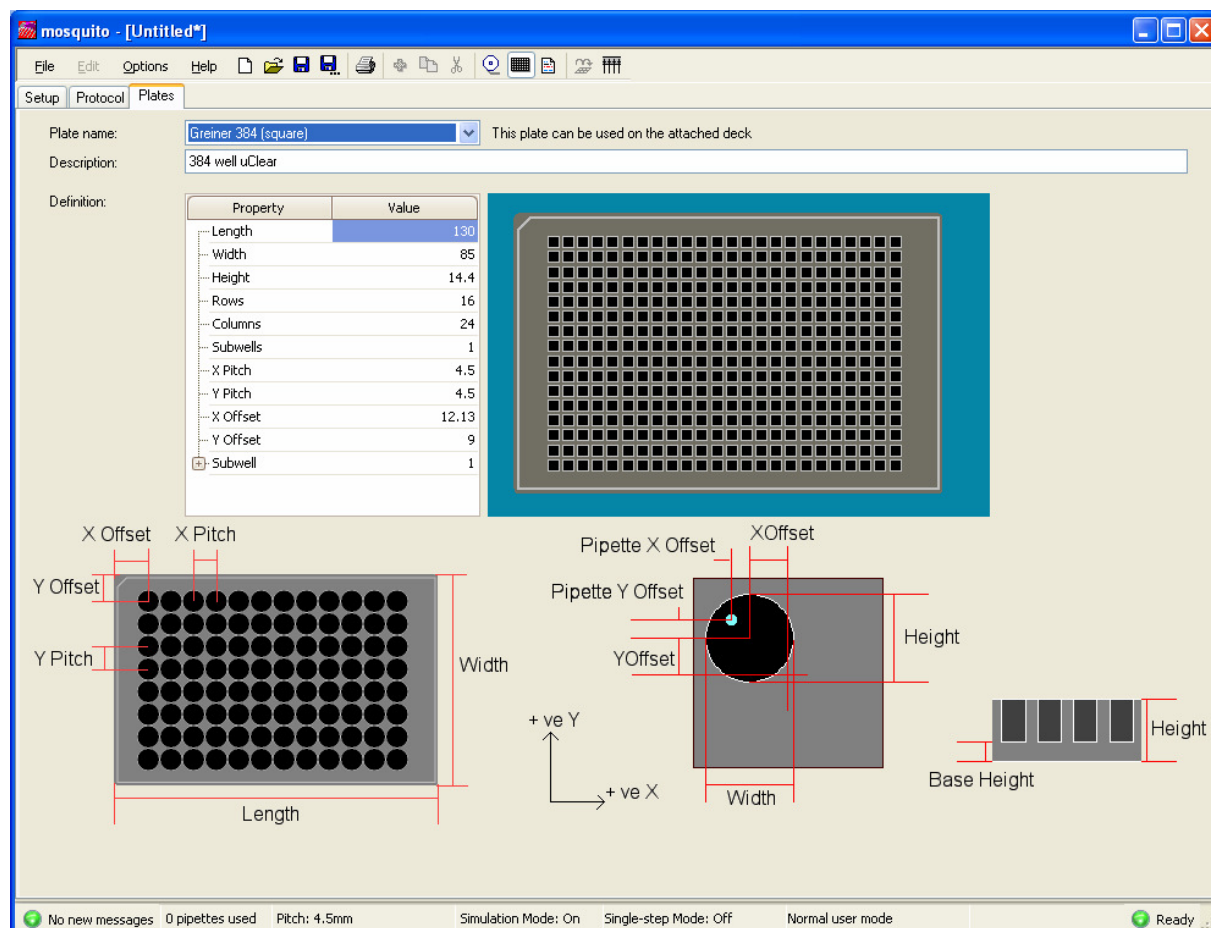 mosquito - [Untitled*]
File Edit Options Help
Setup Protocol Plates
Plate name: Greiner 384 (square) This plate can be used on the attached deck
Description: 384 well uClear
Definition:
Property Value
Length 130
Width 85
Height 14.4
Rows 16
Columns 24
Subwells 1
X Pitch 4.5
Y Pitch 4.5
X Offset 12.13
Y Offset 9
Subwell 1
X Offset X Pitch
Y Offset
Y Pitch
Width
Length
Pipette X Offset XOffset
Pipette Y Offset
YOffset
Height
Width
+ ve Y
+ ve X
Height
Base Height
No new messages 0 pipettes used Pitch: 4.5mm Simulation Mode: On Single-step Mode: Off Normal user mode Ready